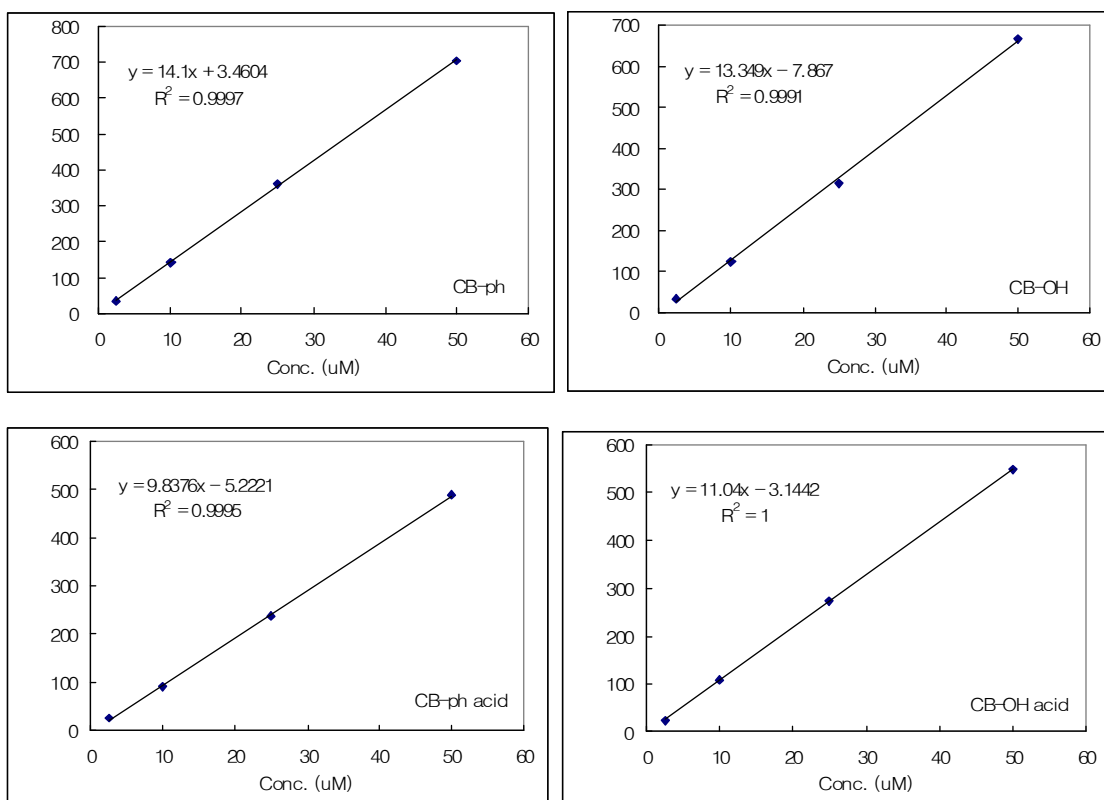 800
700
600
500
400
300
200
100
0
y = 14.1x + 3.4604
R² = 0.9997
CB-ph
0 10 20 30 40 50 60
Conc. (uM)
700
600
500
400
300
200
100
0
y = 13.349x − 7.867
R² = 0.9991
CB-OH
0 10 20 30 40 50 60
Conc. (uM)
600
500
400
300
200
100
0
y = 9.8376x − 5.2221
R² = 0.9995
CB-ph acid
0 10 20 30 40 50 60
Conc. (uM)
600
500
400
300
200
100
0
y = 11.04x − 3.1442
R² = 1
CB-OH acid
0 10 20 30 40 50 60
Conc. (uM)